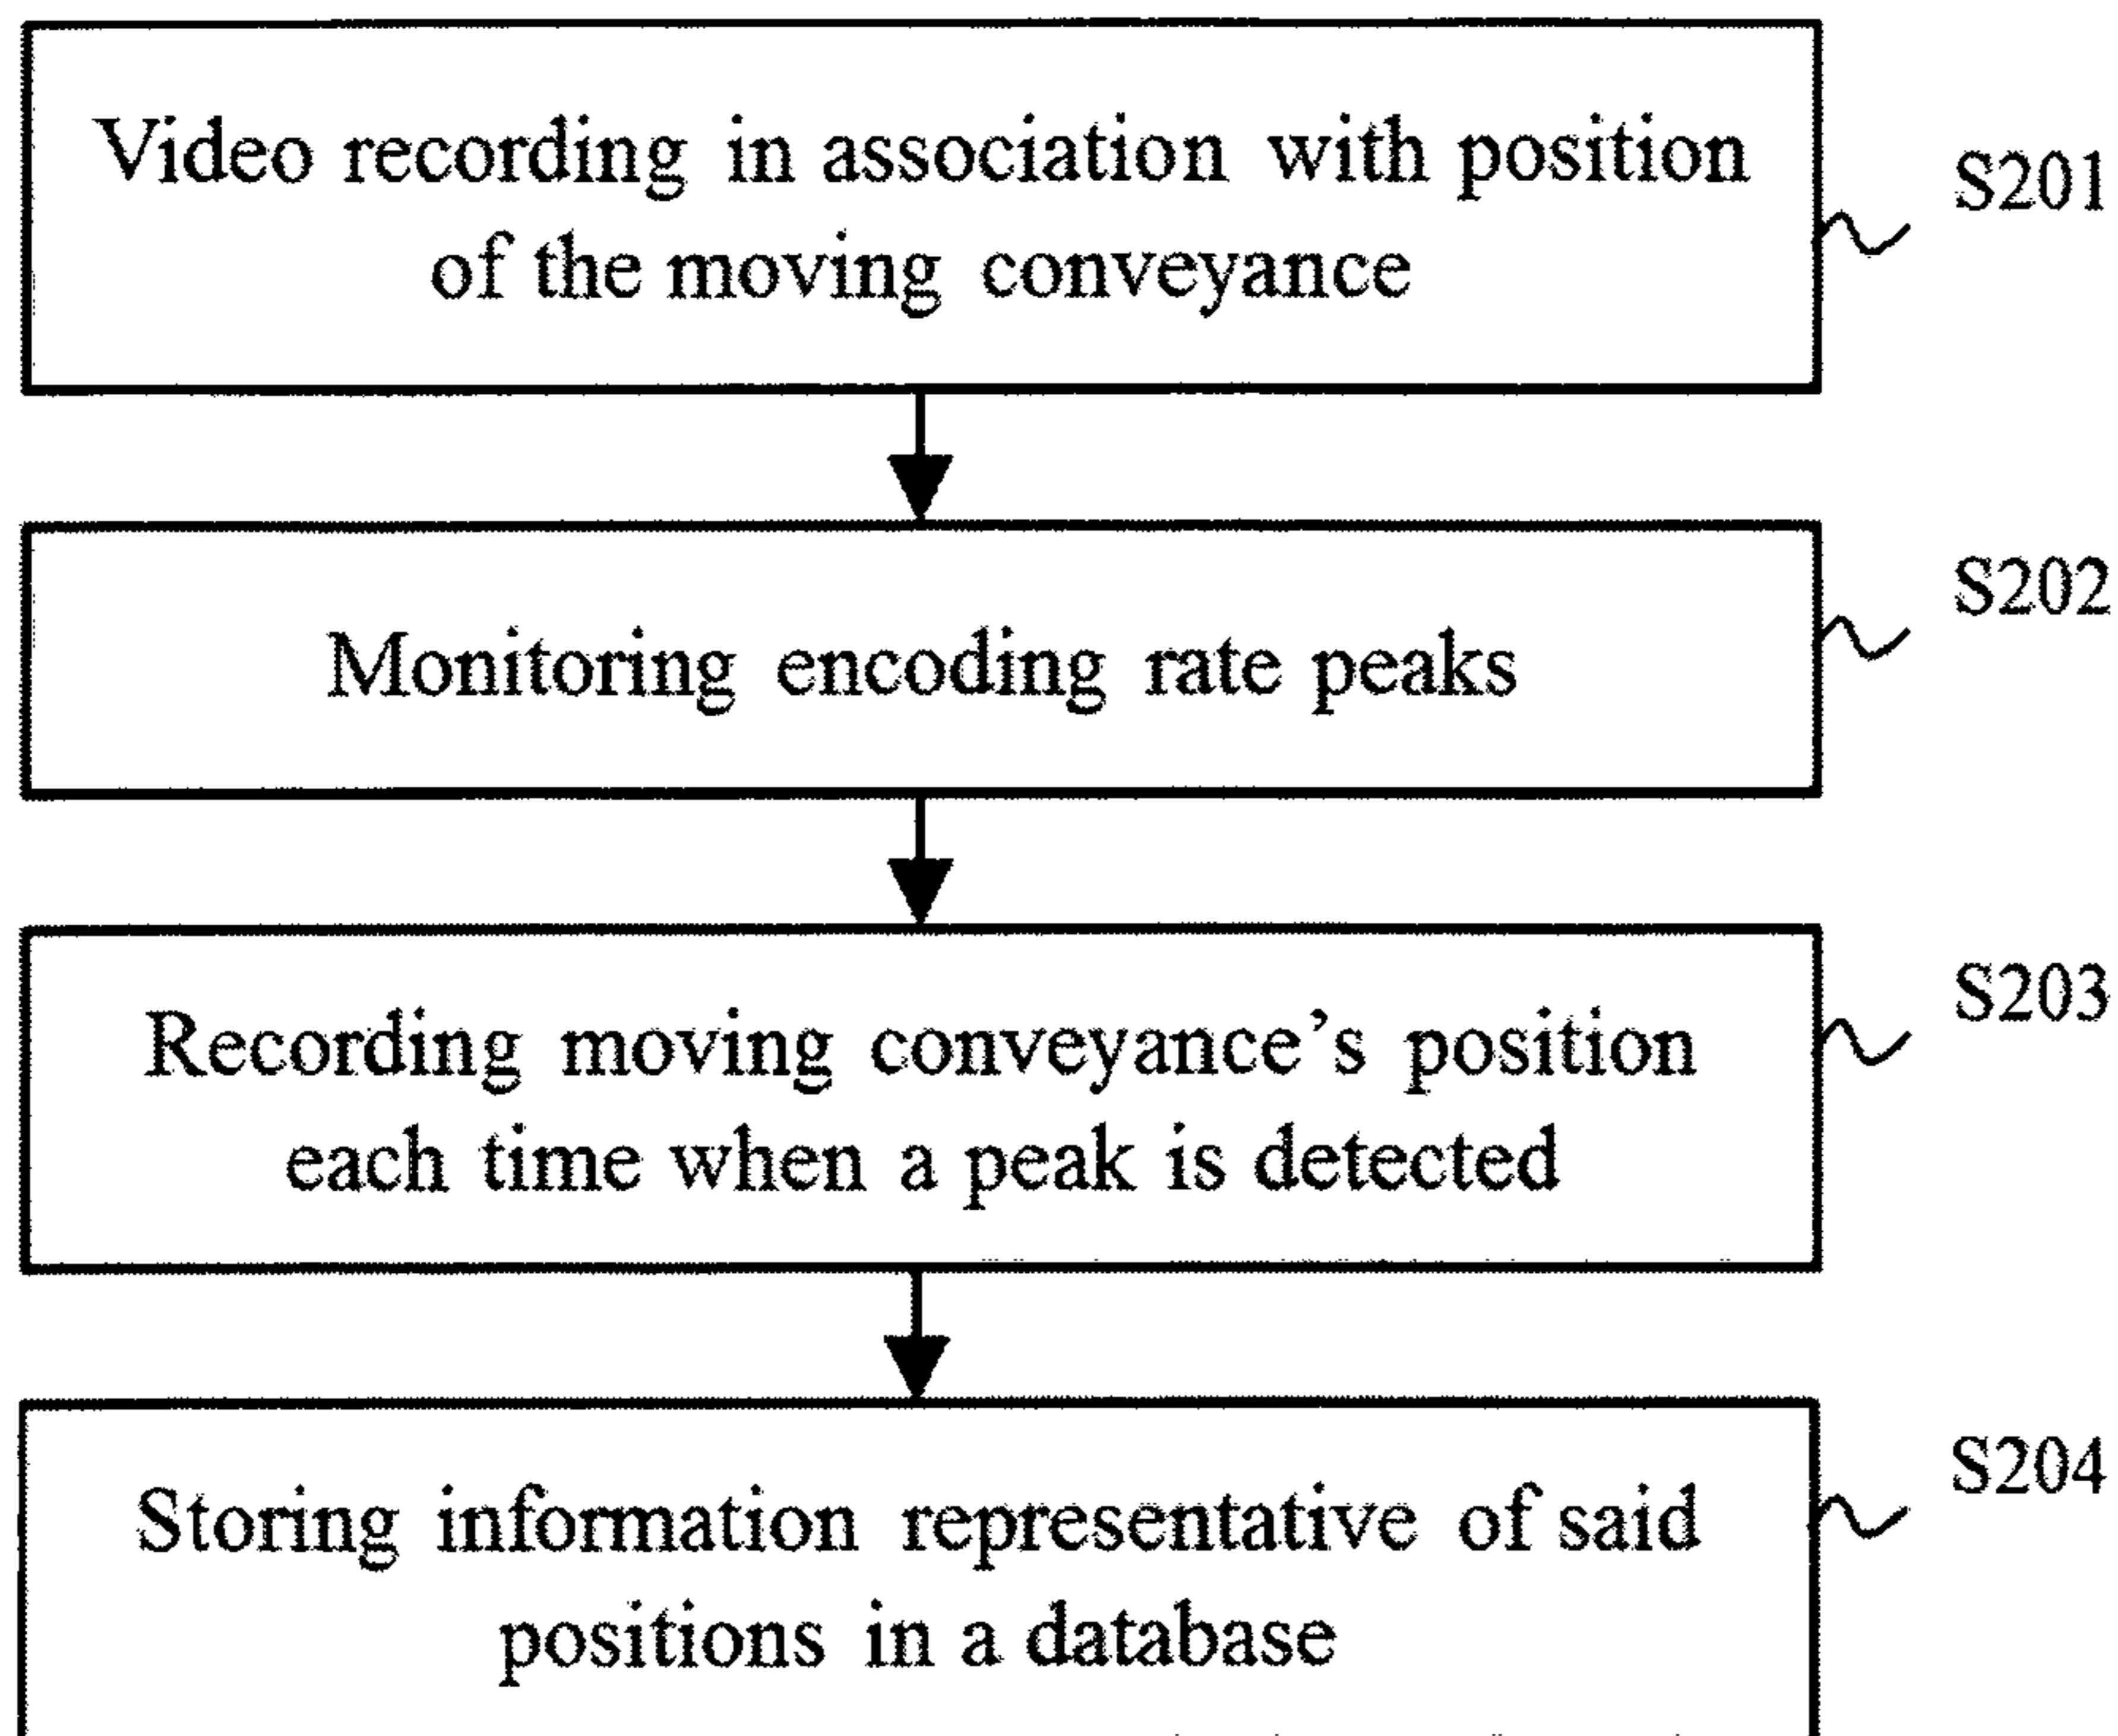 Video recording in association with position
of the moving conveyance
S201
Monitoring encoding rate peaks
S202
Recording moving conveyance's position
each time when a peak is detected
S203
Storing information representative of said
positions in a database
S204